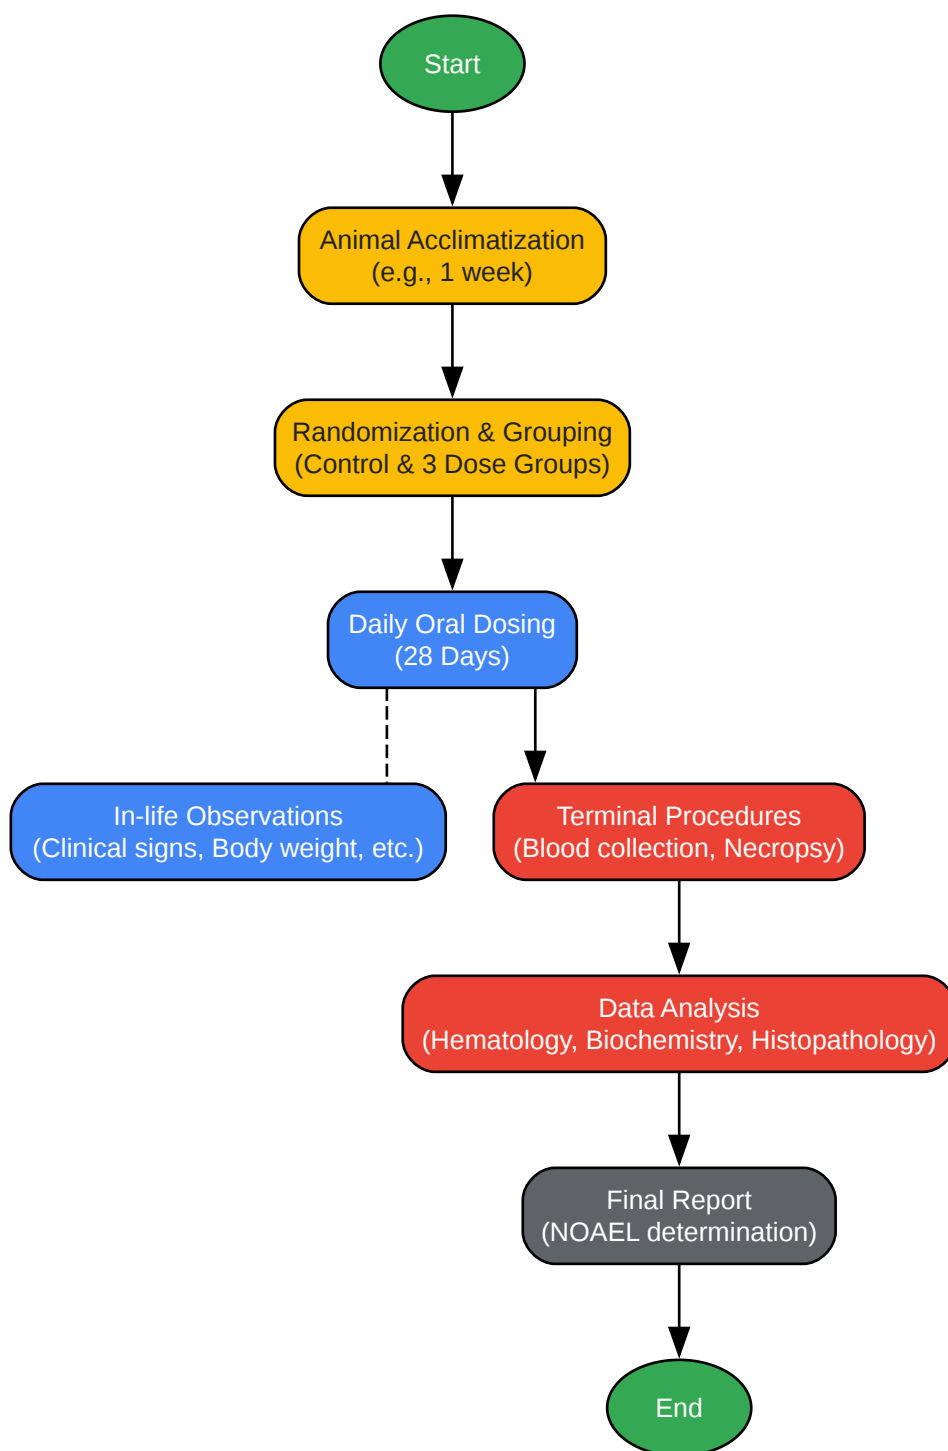 Start
Animal Acclimatization
(e.g., 1 week)
Randomization & Grouping
(Control & 3 Dose Groups)
Daily Oral Dosing
(28 Days)
In-life Observations
(Clinical signs, Body weight, etc.)
Terminal Procedures
(Blood collection, Necropsy)
Data Analysis
(Hematology, Biochemistry, Histopathology)
Final Report
(NOAEL determination)
End